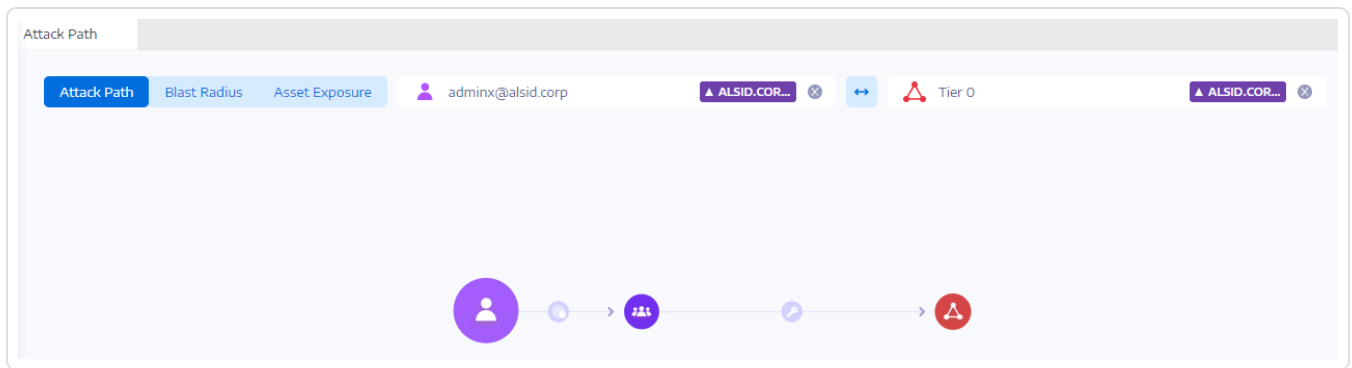 Attack Path
Attack Path Blast Radius Asset Exposure adminx@alsid.corp ▲ ALSID.COR... Tier 0 ▲ ALSID.COR...